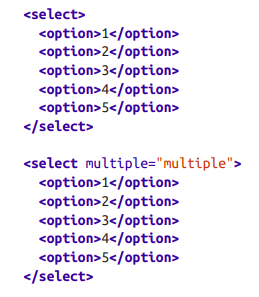 <select>
  <option>1</option>
  <option>2</option>
  <option>3</option>
  <option>4</option>
  <option>5</option>
</select>

<select multiple="multiple">
  <option>1</option>
  <option>2</option>
  <option>3</option>
  <option>4</option>
  <option>5</option>
</select>